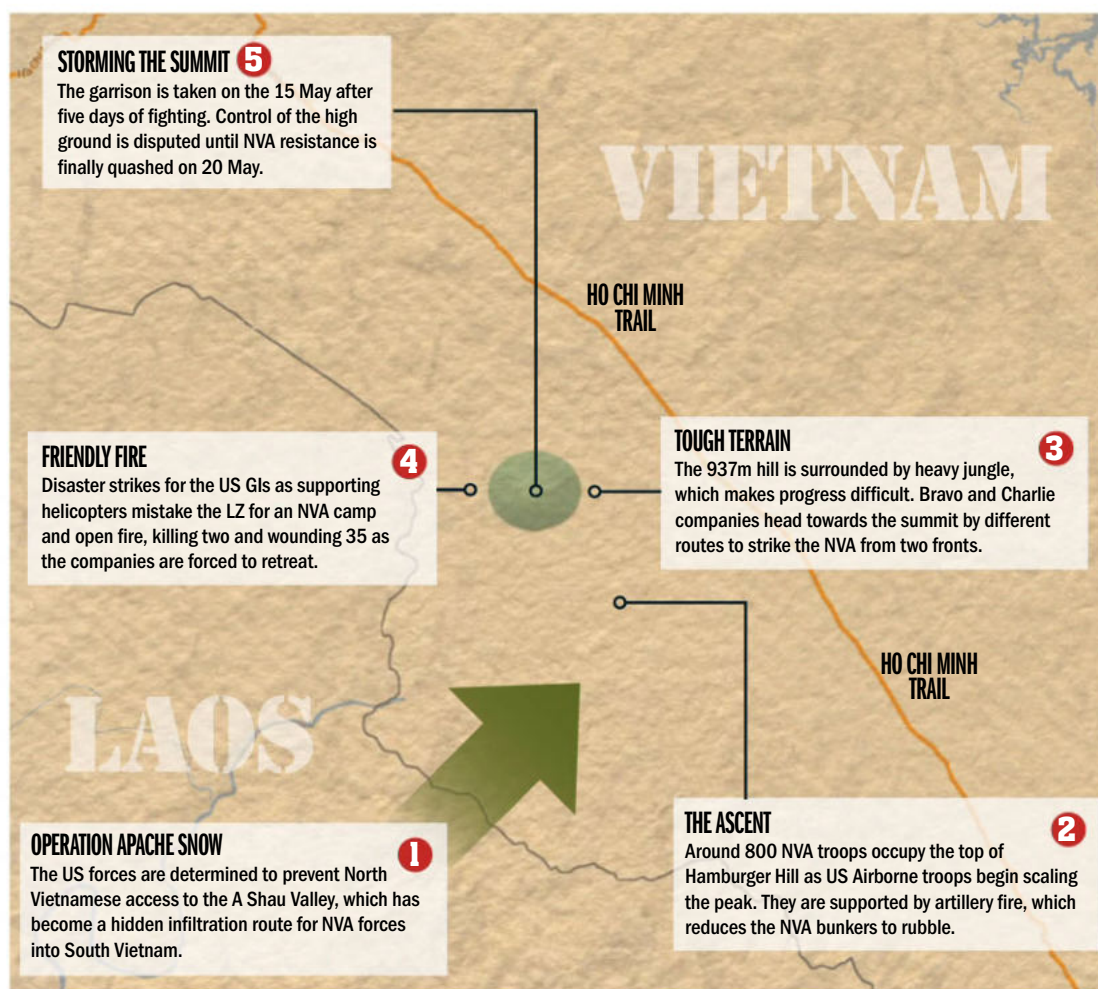 STORMING THE SUMMIT 5
The garrison is taken on the 15 May after
five days of fighting. Control of the high
ground is disputed until NVA resistance is
finally quashed on 20 May.
VIETNAM
HO CHI MINH
TRAIL
FRIENDLY FIRE 4
Disaster strikes for the US GIs as supporting
helicopters mistake the LZ for an NVA camp
and open fire, killing two and wounding 35 as
the companies are forced to retreat.
TOUGH TERRAIN 3
The 937m hill is surrounded by heavy jungle,
which makes progress difficult. Bravo and Charlie
companies head towards the summit by different
routes to strike the NVA from two fronts.
HO CHI MINH
TRAIL
LAOS
OPERATION APACHE SNOW 1
The US forces are determined to prevent North
Vietnamese access to the A Shau Valley, which has
become a hidden infiltration route for NVA forces
into South Vietnam.
THE ASCENT 2
Around 800 NVA troops occupy the top of
Hamburger Hill as US Airborne troops begin scaling
the peak. They are supported by artillery fire, which
reduces the NVA bunkers to rubble.